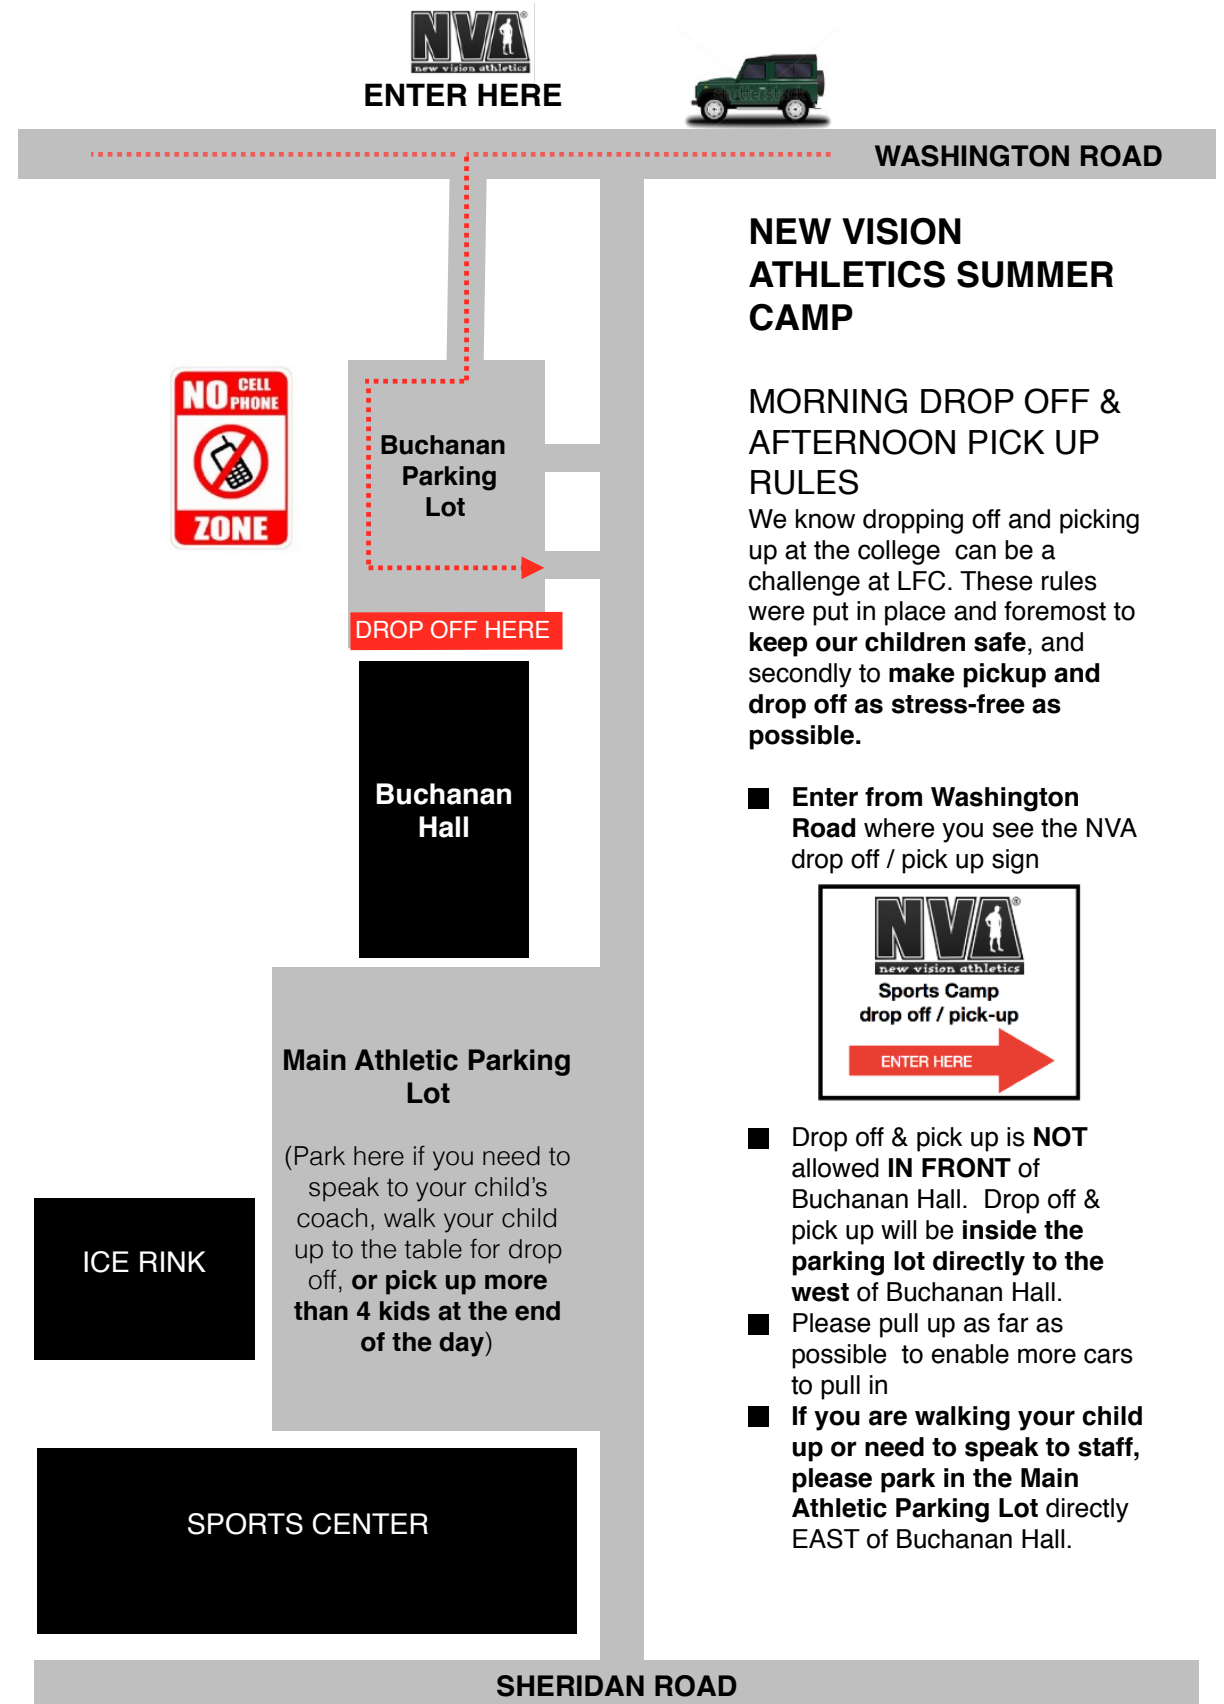 NVA®
new vision athletics
ENTER HERE
shutterstock
WASHINGTON ROAD
NEW VISION
ATHLETICS SUMMER
CAMP
MORNING DROP OFF &
AFTERNOON PICK UP
RULES
We know dropping off and picking
up at the college  can be a
challenge at LFC. These rules
were put in place and foremost to
keep our children safe, and
secondly to make pickup and
drop off as stress-free as
possible.
Enter from Washington
Road where you see the NVA
drop off / pick up sign
NVA®
new vision athletics
Sports Camp
drop off / pick-up
ENTER HERE
Drop off & pick up is NOT
allowed IN FRONT of
Buchanan Hall.  Drop off &
pick up will be inside the
parking lot directly to the
west of Buchanan Hall.
Please pull up as far as
possible  to enable more cars
to pull in
If you are walking your child
up or need to speak to staff,
please park in the Main
Athletic Parking Lot directly
EAST of Buchanan Hall.
NO CELL PHONE
ZONE
Buchanan
Parking
Lot
DROP OFF HERE
Buchanan
Hall
Main Athletic Parking
Lot
(Park here if you need to
speak to your child's
coach, walk your child
up to the table for drop
off, or pick up more
than 4 kids at the end
of the day)
ICE RINK
SPORTS CENTER
SHERIDAN ROAD